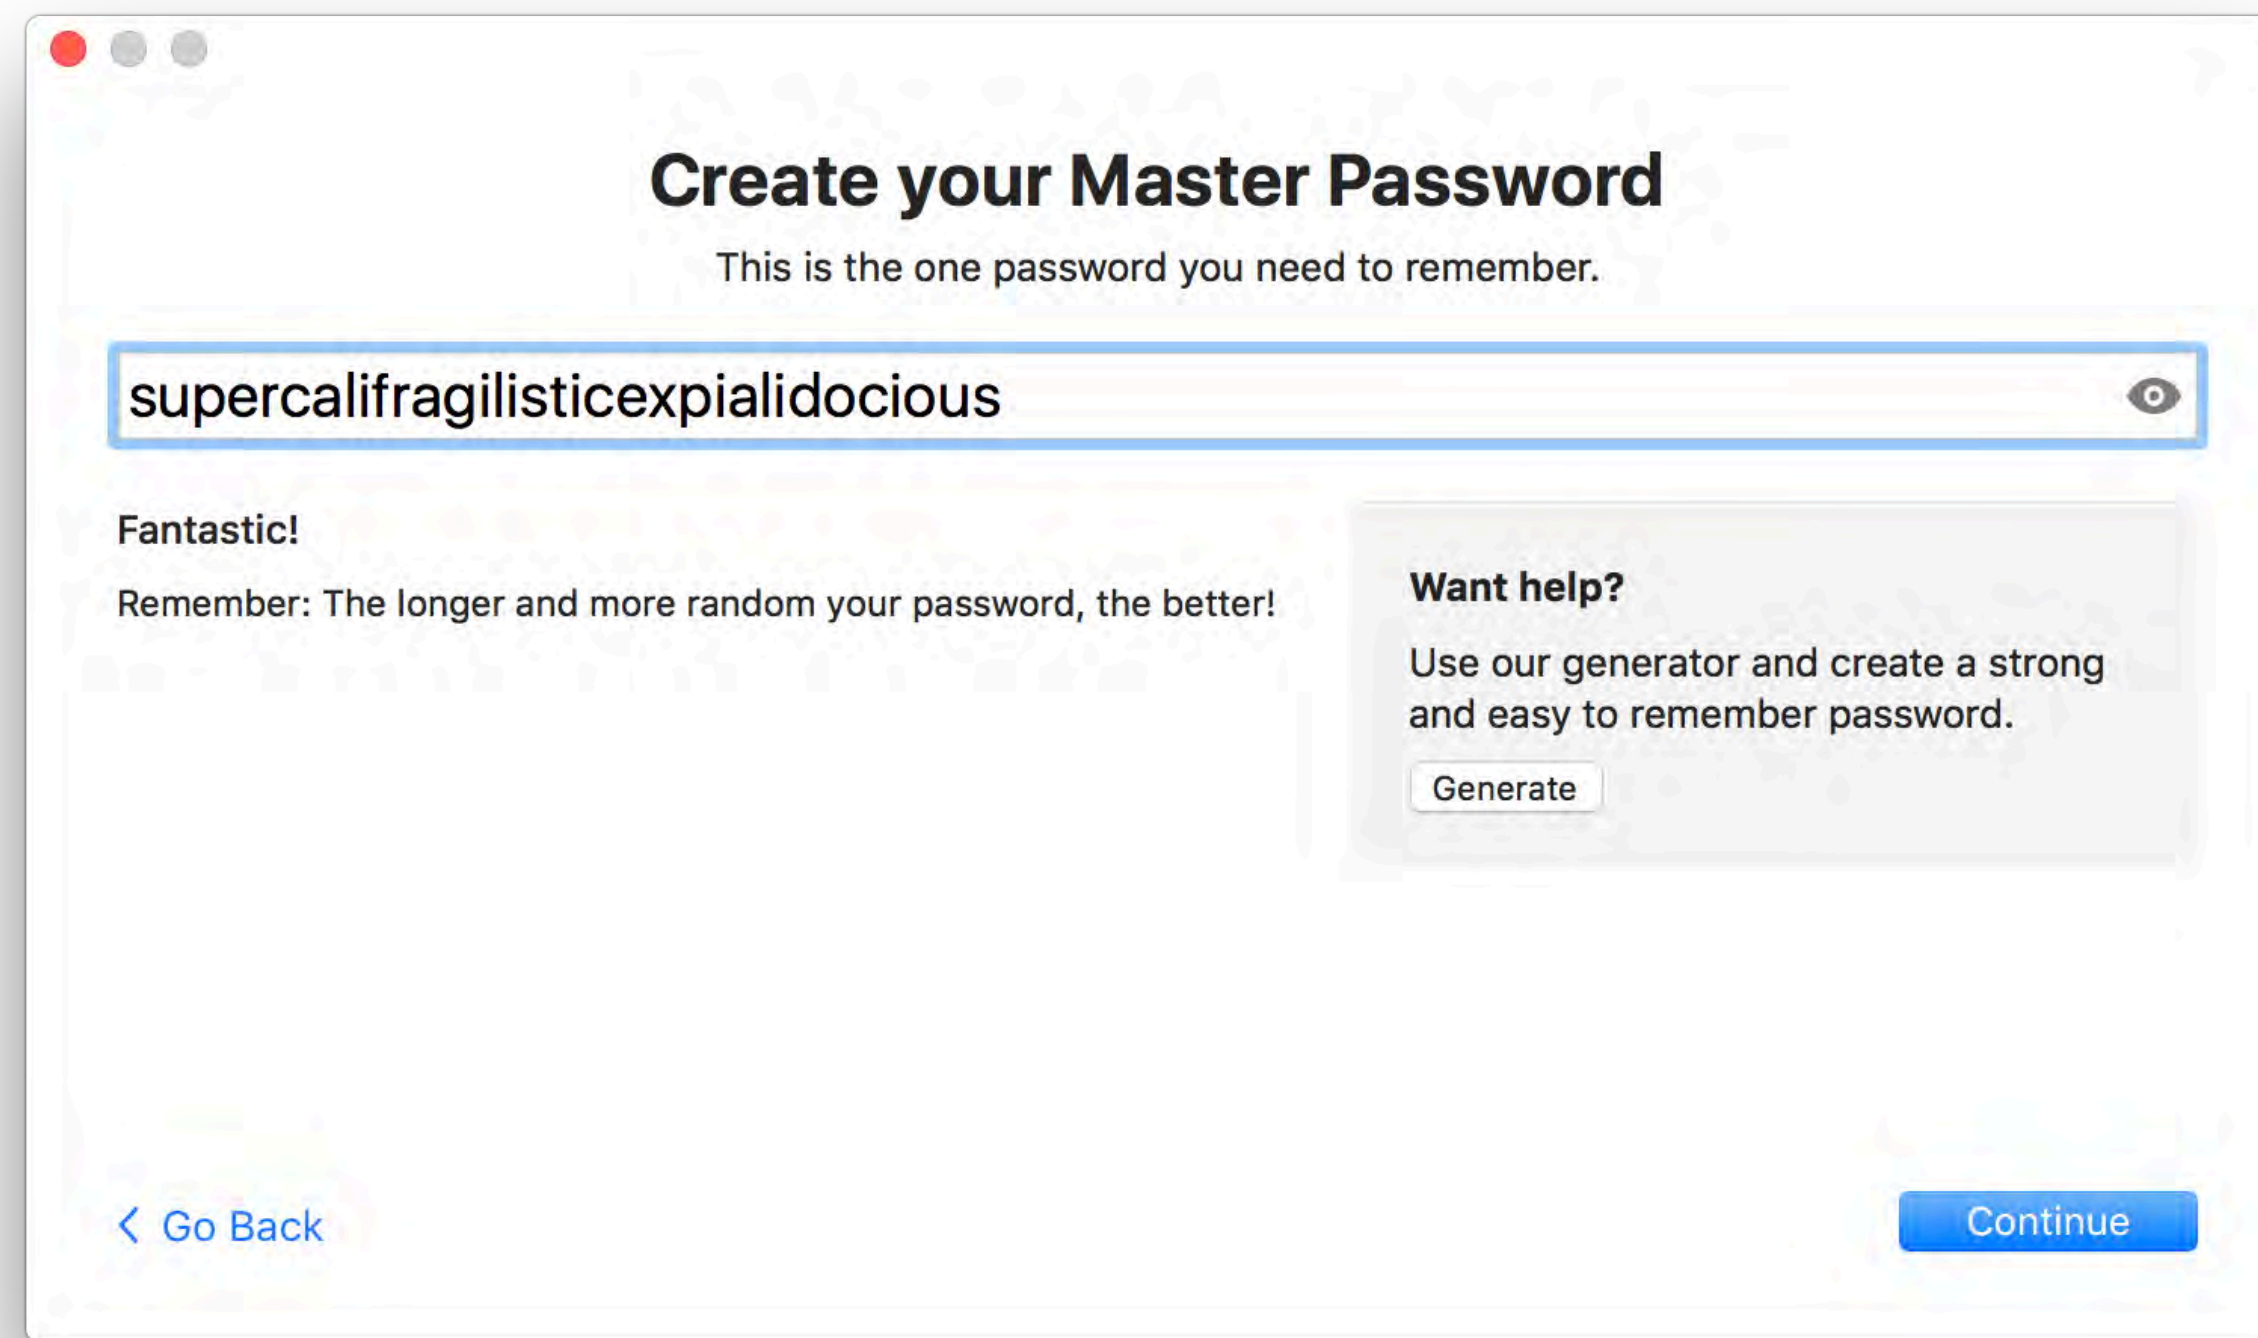 Create your Master Password
This is the one password you need to remember.
supercalifragilisticexpialidocious
Fantastic!
Remember: The longer and more random your password, the better!
Want help?
Use our generator and create a strong
and easy to remember password.
Generate
Go Back
Continue